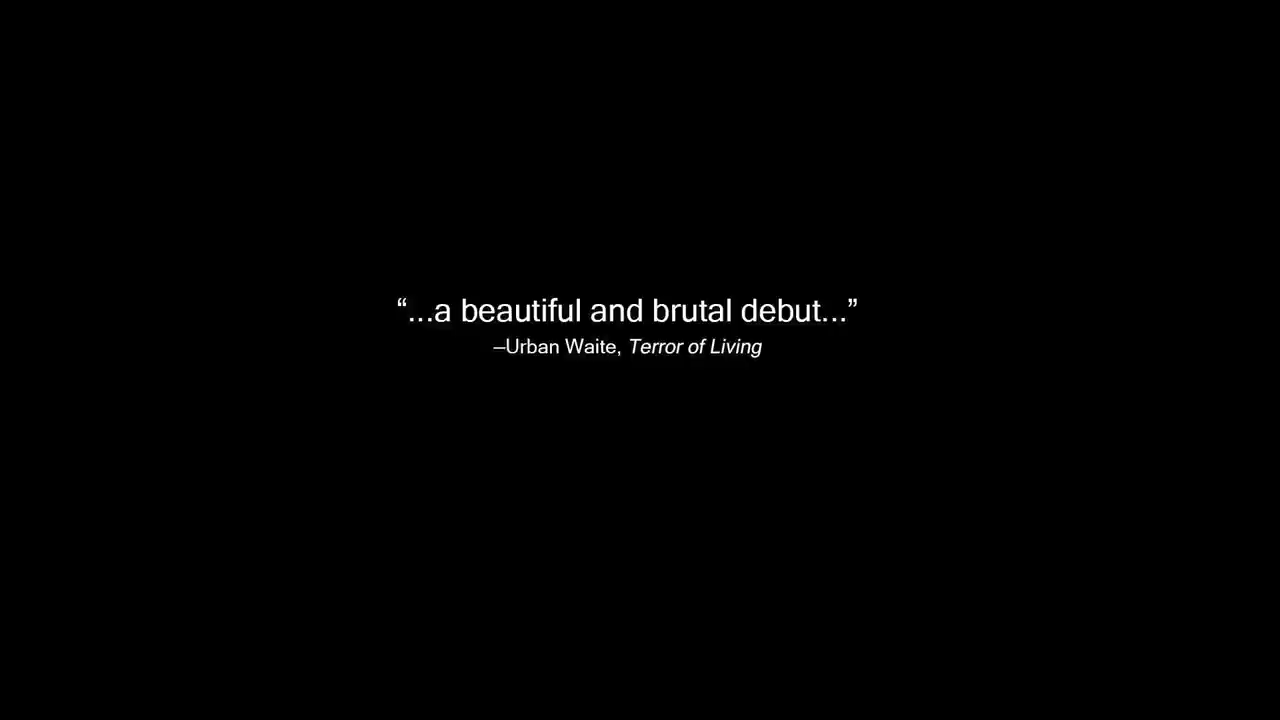 “...a beautiful and brutal debut...”
–Urban Waite, Terror of Living